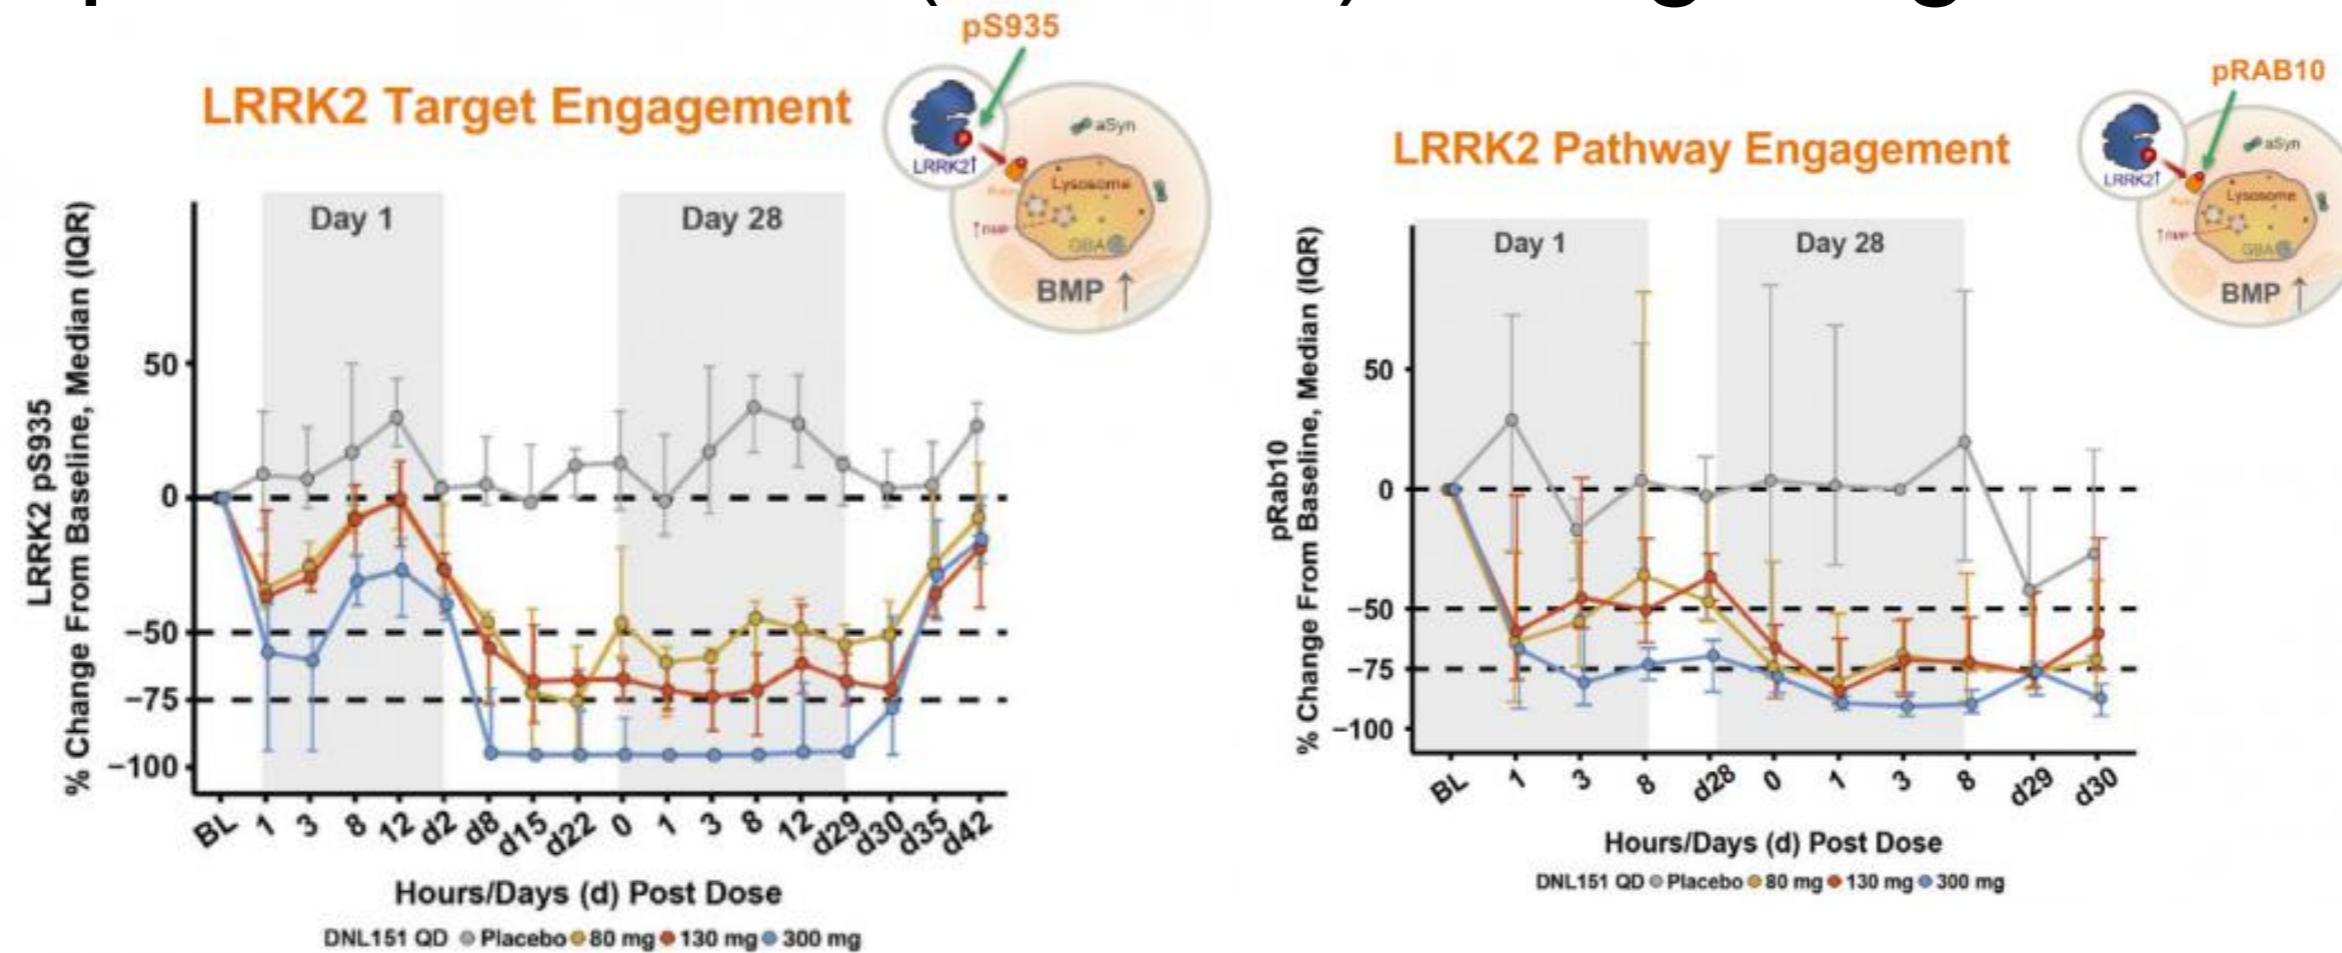 pS935
LRRK2 Target Engagement
aSyn
LRRK2↑
Lysosome
GBA
BMP ↑
Day 1
Day 28
LRRK2 pS935
% Change From Baseline, Median (IQR)
50
0
−50
−75
−100
BL 1 3 8 12 d2 d8 d15 d22 0 1 3 8 12 d29 d30 d35 d42
Hours/Days (d) Post Dose
DNL151 QD Placebo 80 mg 130 mg 300 mg
pRAB10
LRRK2 Pathway Engagement
aSyn
LRRK2↑
Lysosome
GBA
BMP ↑
Day 1
Day 28
pRab10
% Change From Baseline, Median (IQR)
50
0
−50
−75
−100
BL 1 3 8 d28 0 1 3 8 d29 d30
Hours/Days (d) Post Dose
DNL151 QD Placebo 80 mg 130 mg 300 mg